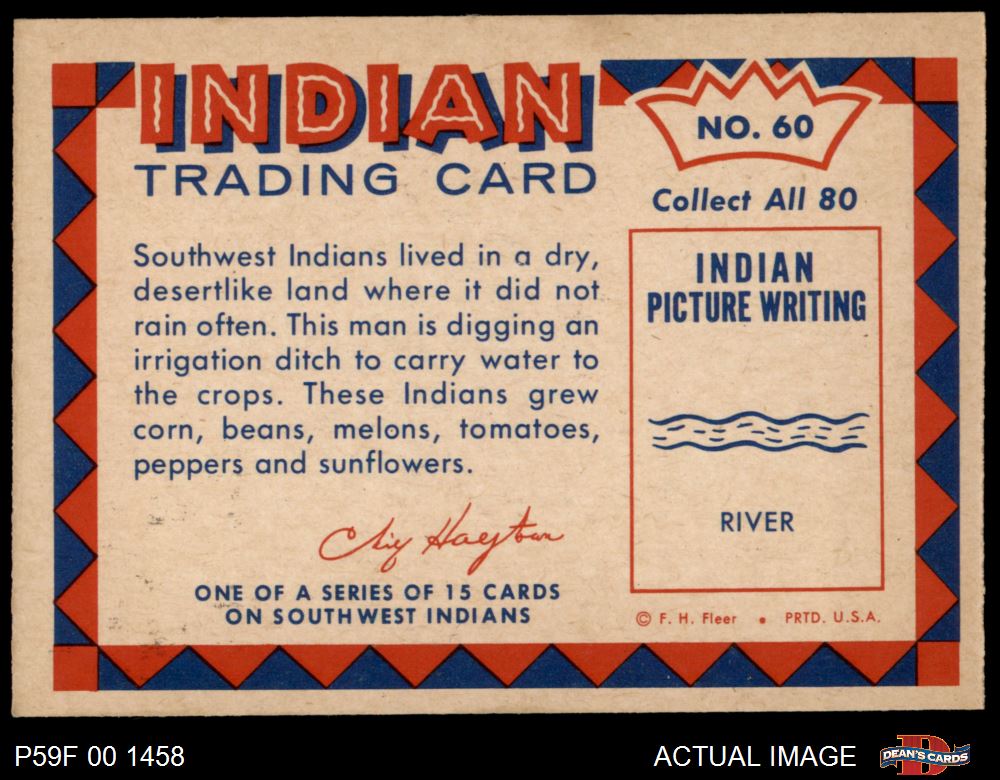 INDIAN
TRADING CARD
NO. 60
Collect All 80
Southwest Indians lived in a dry,
desertlike land where it did not
rain often. This man is digging an
irrigation ditch to carry water to
the crops. These Indians grew
corn, beans, melons, tomatoes,
peppers and sunflowers.
ONE OF A SERIES OF 15 CARDS
ON SOUTHWEST INDIANS
INDIAN
PICTURE WRITING
RIVER
© F. H. Fleer • PRTD. U.S.A.
P59F 00 1458
ACTUAL IMAGE
DEAN'S CARDS